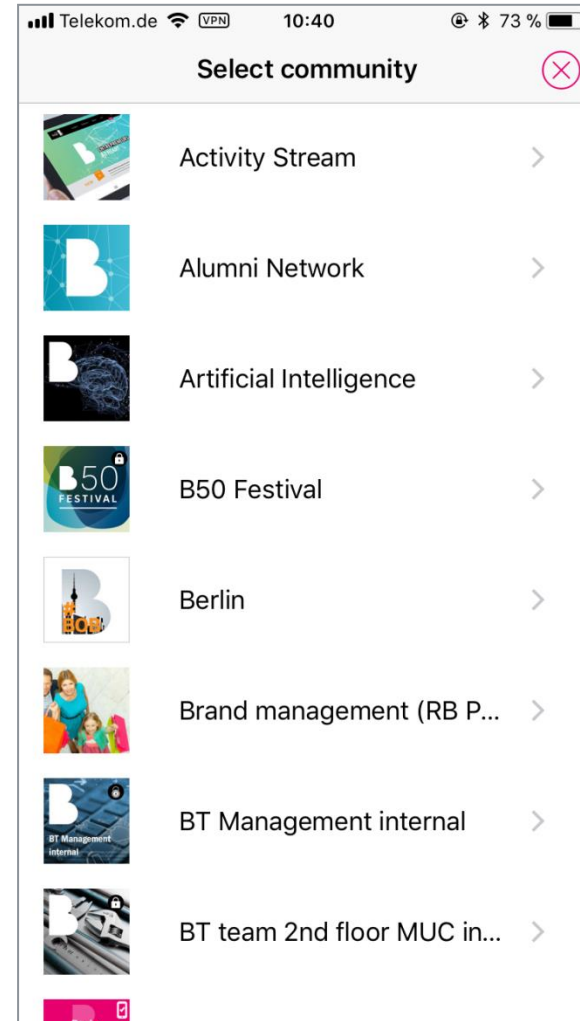 Telekom.de VPN 10:40 73 %
Select community
Activity Stream
Alumni Network
Artificial Intelligence
B50
FESTIVAL
B50 Festival
#
BOB
Berlin
Brand management (RB P...
BT Management
internal
BT Management internal
BT team 2nd floor MUC in...